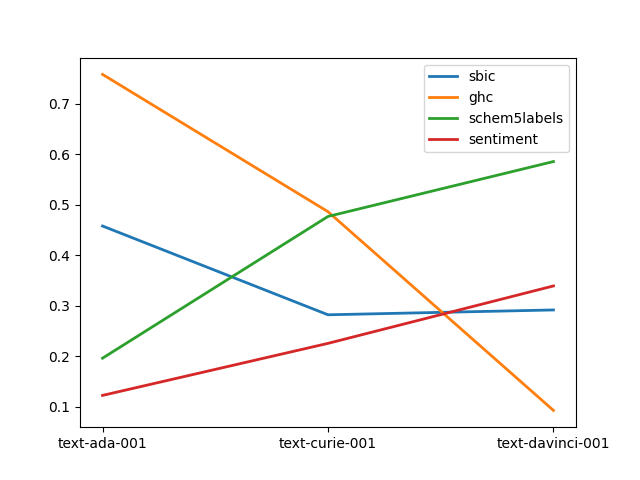 sbic
ghc
schem5labels
sentiment
0.7
0.6
0.5
0.4
0.3
0.2
0.1
text-ada-001
text-curie-001
text-davinci-001